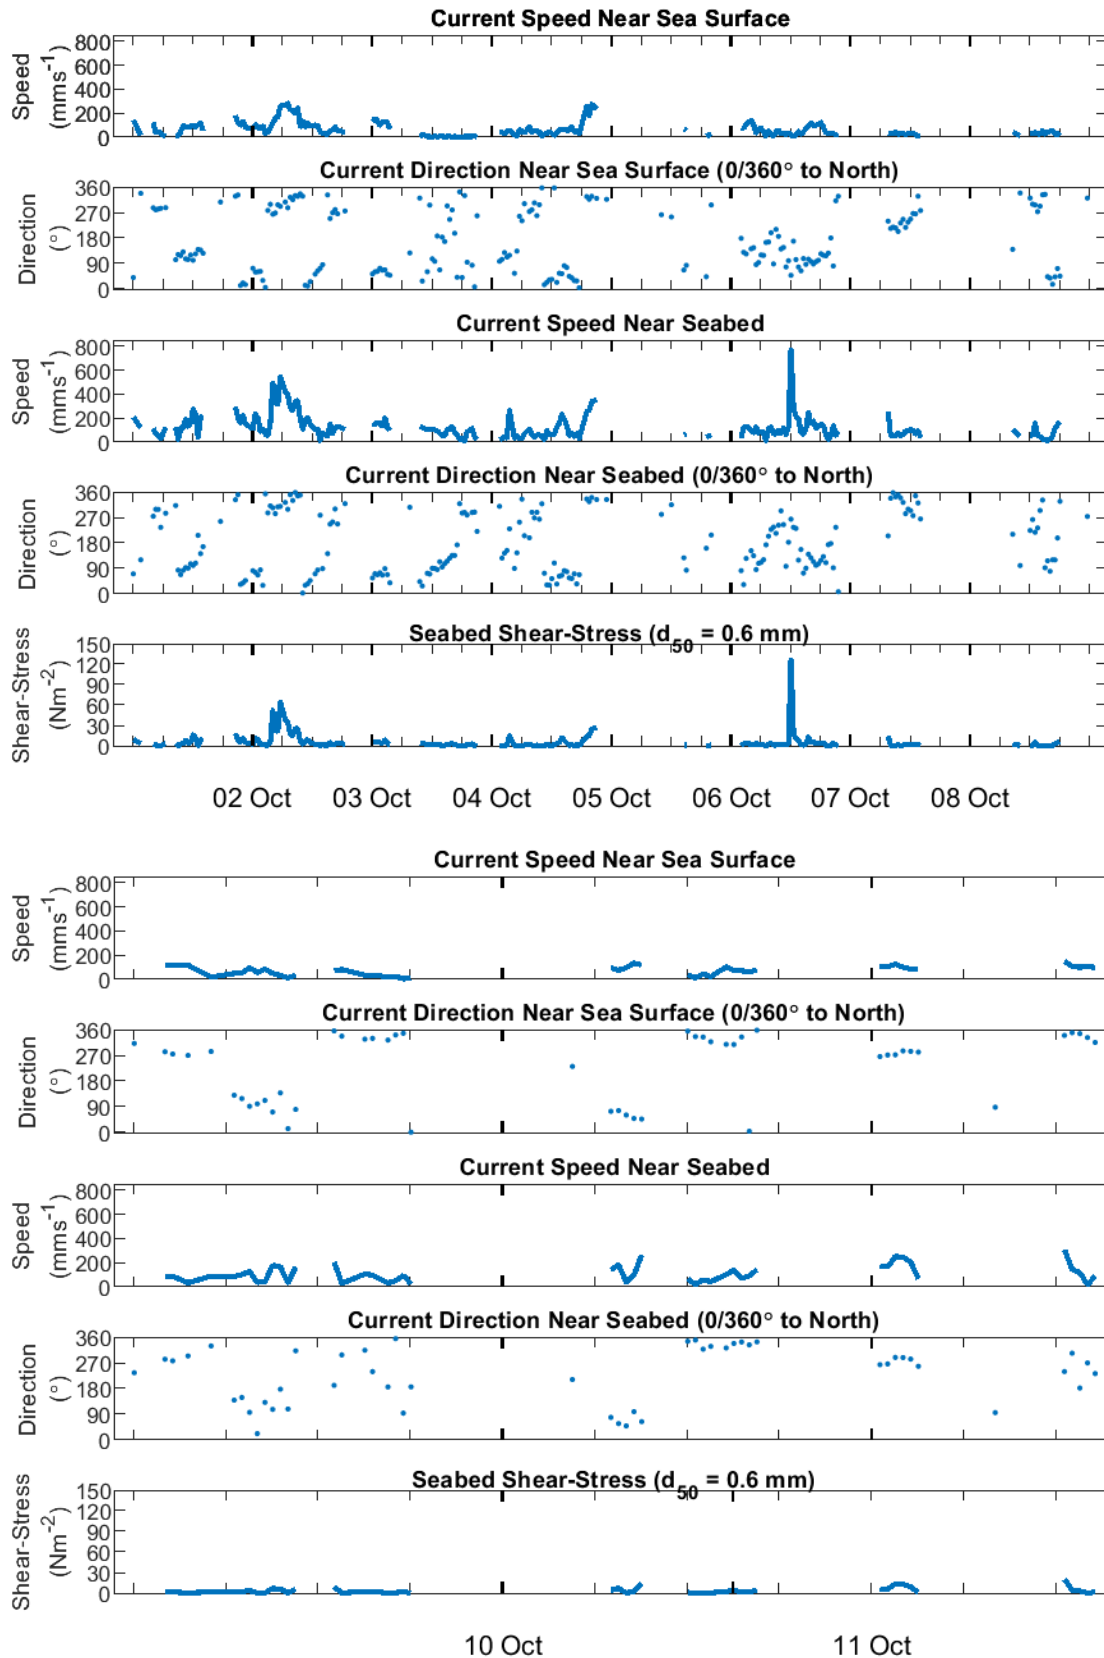 Current Speed Near Sea Surface
Speed
(mms-1)
800
600
400
200
0
Current Direction Near Sea Surface (0/360° to North)
Direction
(°)
360
270
180
90
0
Current Speed Near Seabed
Speed
(mms-1)
800
600
400
200
0
Current Direction Near Seabed (0/360° to North)
Direction
(°)
360
270
180
90
0
Seabed Shear-Stress (d50 = 0.6 mm)
Shear-Stress
(Nm-2)
150
120
90
60
30
0
02 Oct 03 Oct 04 Oct 05 Oct 06 Oct 07 Oct 08 Oct
Current Speed Near Sea Surface
Speed
(mms-1)
800
600
400
200
0
Current Direction Near Sea Surface (0/360° to North)
Direction
(°)
360
270
180
90
0
Current Speed Near Seabed
Speed
(mms-1)
800
600
400
200
0
Current Direction Near Seabed (0/360° to North)
Direction
(°)
360
270
180
90
0
Seabed Shear-Stress (d50 = 0.6 mm)
Shear-Stress
(Nm-2)
150
120
90
60
30
0
10 Oct 11 Oct